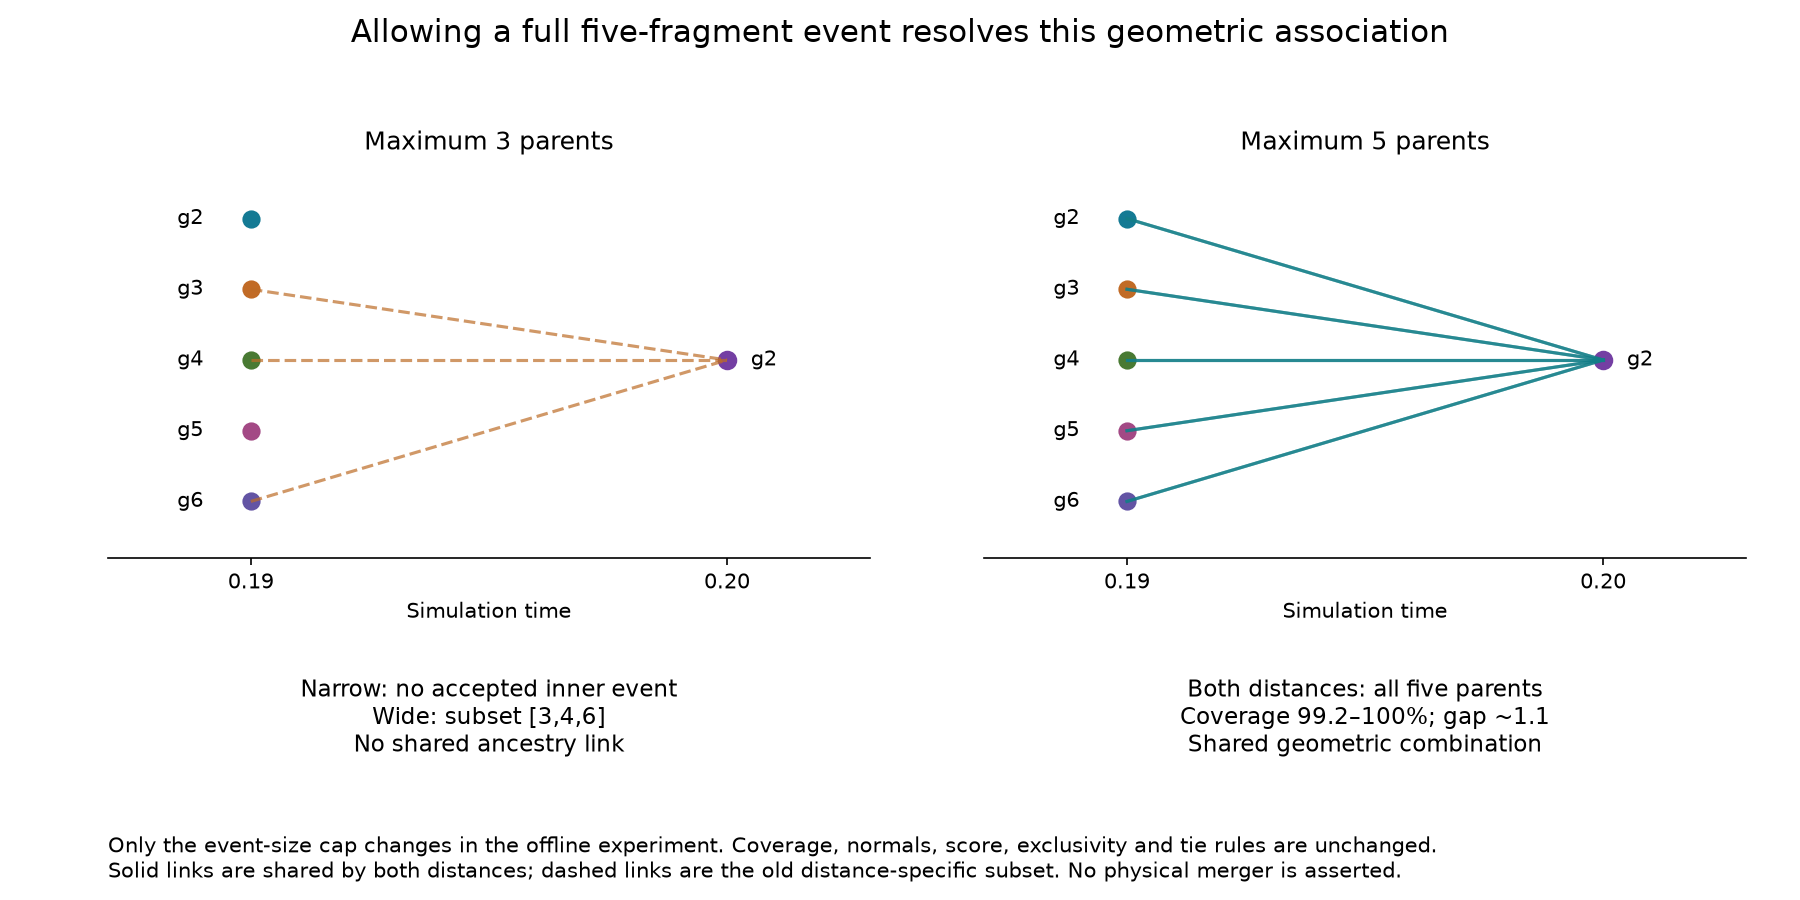 Allowing a full five-fragment event resolves this geometric association
Maximum 3 parents
g2
g3
g4
g5
g6
g2
0.19
0.20
Simulation time
Narrow: no accepted inner event
Wide: subset [3,4,6]
No shared ancestry link
Maximum 5 parents
g2
g3
g4
g5
g6
g2
0.19
0.20
Simulation time
Both distances: all five parents
Coverage 99.2–100%; gap ~1.1
Shared geometric combination
Only the event-size cap changes in the offline experiment. Coverage, normals, score, exclusivity and tie rules are unchanged.
Solid links are shared by both distances; dashed links are the old distance-specific subset. No physical merger is asserted.